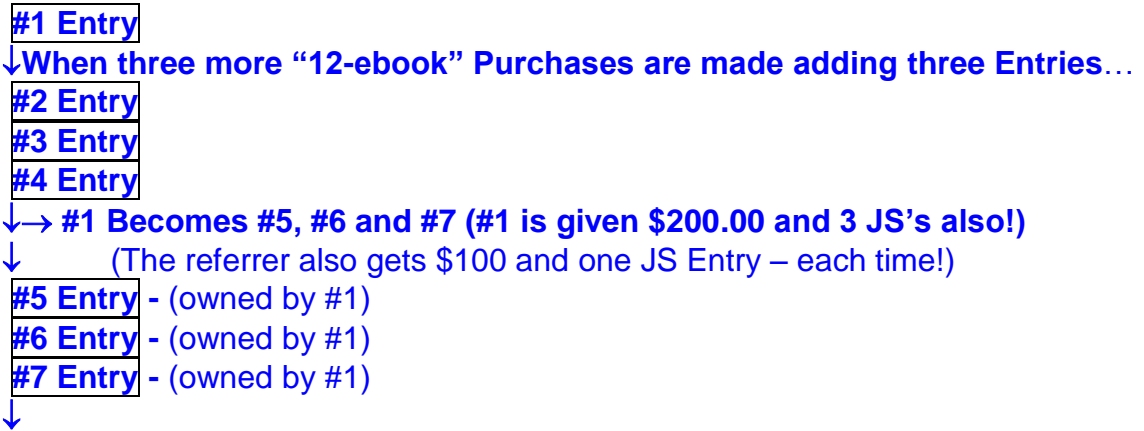 #1 Entry
↓When three more “12-ebook” Purchases are made adding three Entries…
#2 Entry
#3 Entry
#4 Entry
↓→ #1 Becomes #5, #6 and #7 (#1 is given $200.00 and 3 JS’s also!)
↓ (The referrer also gets $100 and one JS Entry – each time!)
#5 Entry - (owned by #1)
#6 Entry - (owned by #1)
#7 Entry - (owned by #1)
↓